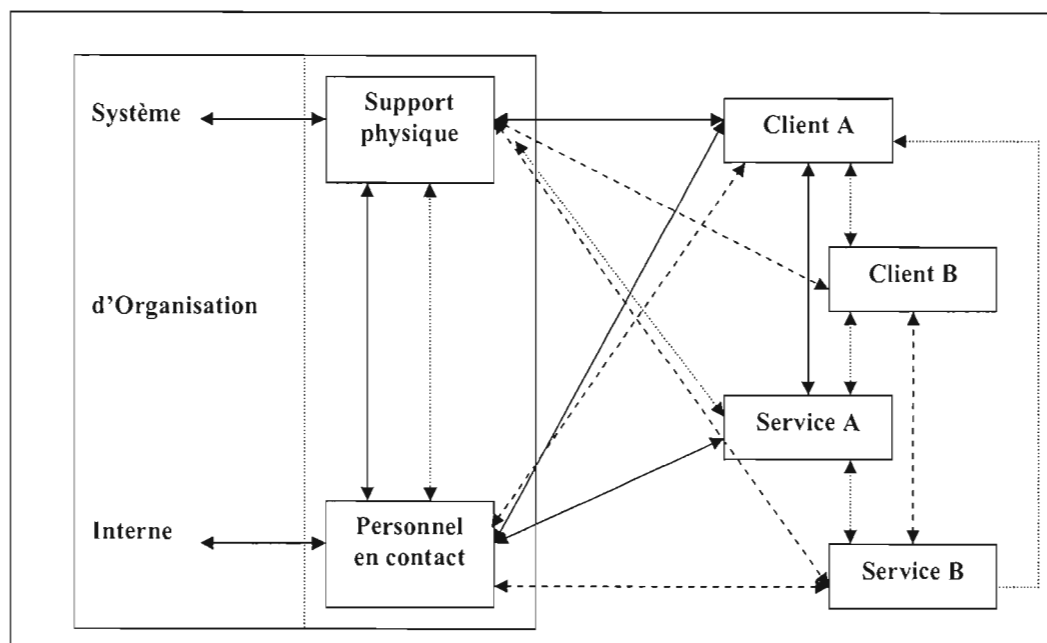 Système
Support
physique
Client A
Client B
d'Organisation
Service A
Interne
Personnel
en contact
Service B